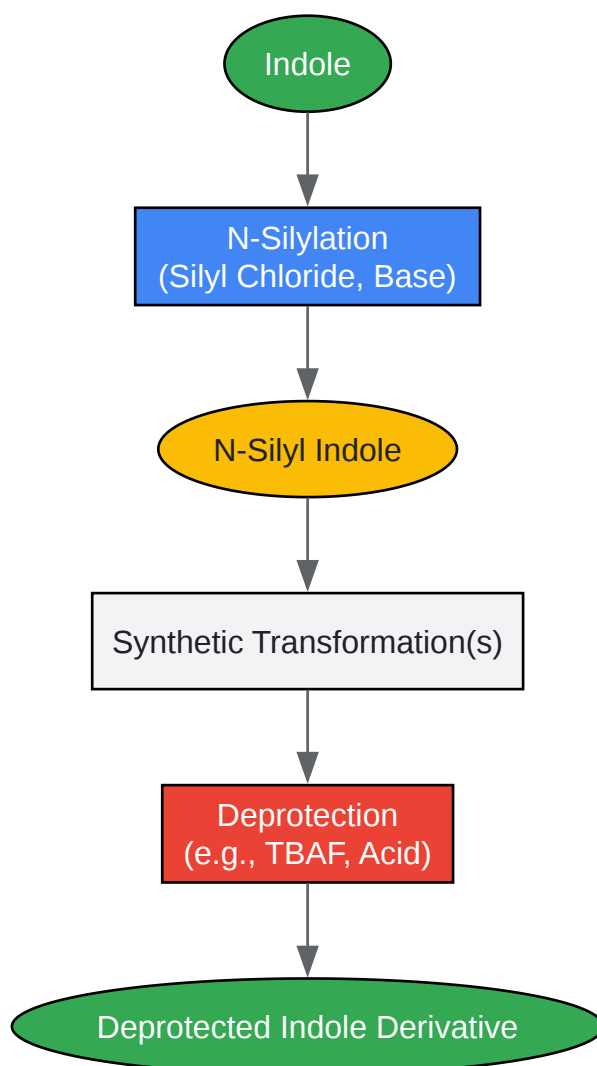 Indole
N-Silylation
(Silyl Chloride, Base)
N-Silyl Indole
Synthetic Transformation(s)
Deprotection
(e.g., TBAF, Acid)
Deprotected Indole Derivative